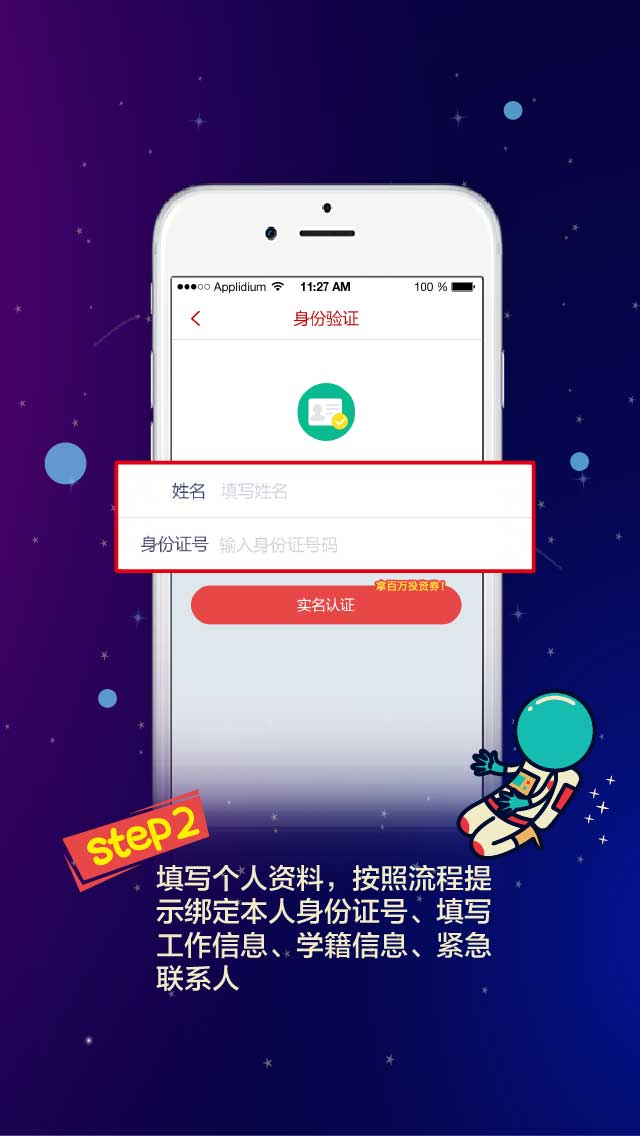 Applidium 11:27 AM 100 %
身份验证
姓名 填写姓名
身份证号 输入身份证号码
拿百万投资券!
实名认证
step2
填写个人资料，按照流程提
示绑定本人身份证号、填写
工作信息、学籍信息、紧急
联系人